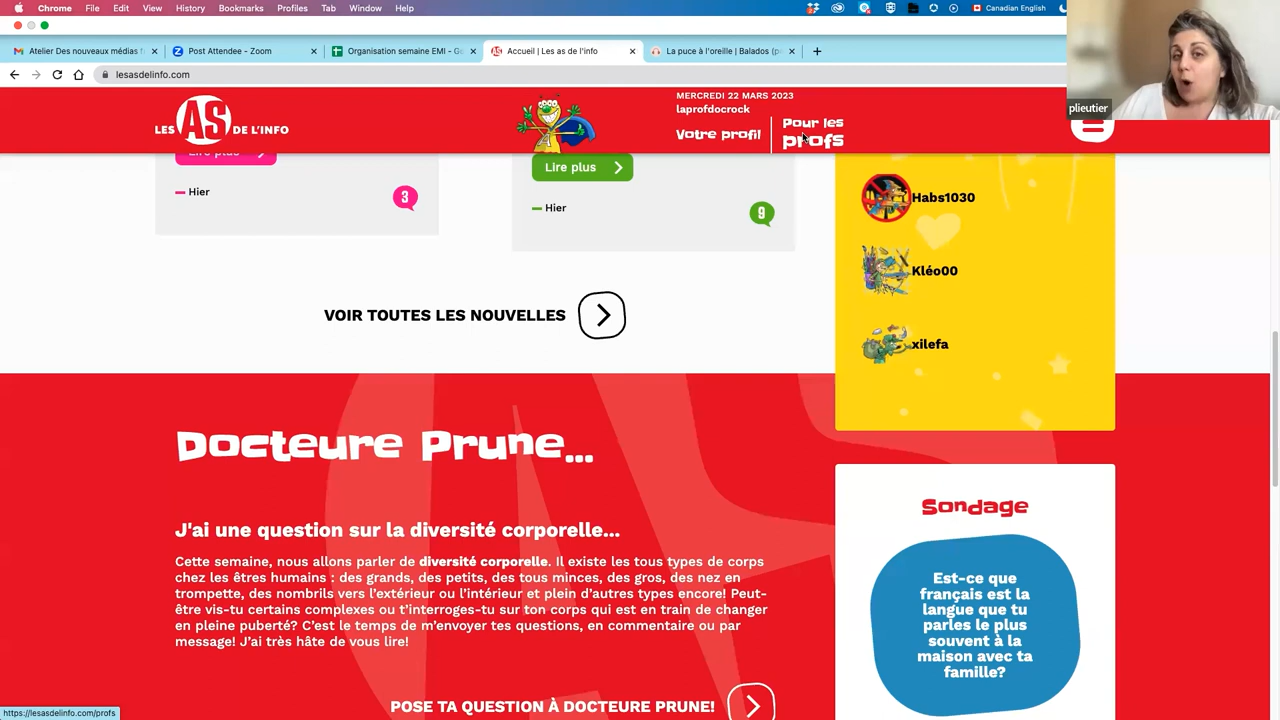 Chrome File Edit View History Bookmarks Profiles Tab Window Help
Canadian English
Atelier Des nouveaux médias
Post Attendee - Zoom
Organisation semaine EMI - G
Accueil | Les as de l'info
La puce à l'oreille | Balados (p
lesasdelinfo.com
plieutier
LES AS DE L'INFO
MERCREDI 22 MARS 2023
laprofdocrock
Votre profil
Pour les
profs
Lire plus
Hier
3
Lire plus
Hier
9
Habs1030
Kléo00
xilefa
VOIR TOUTES LES NOUVELLES
Docteure Prune...
J'ai une question sur la diversité corporelle...
Cette semaine, nous allons parler de diversité corporelle. Il existe les tous types de corps
chez les êtres humains : des grands, des petits, des tous minces, des gros, des nez en
trompette, des nombrils vers l'extérieur ou l'intérieur et plein d'autres types encore! Peut-
être vis-tu certains complexes ou t'interroges-tu sur ton corps qui est en train de changer
en pleine puberté? C'est le temps de m'envoyer tes questions, en commentaire ou par
message! J'ai très hâte de vous lire!
POSE TA QUESTION À DOCTEURE PRUNE!
Sondage
Est-ce que
français est la
langue que tu
parles le plus
souvent à la
maison avec ta
famille?
https://lesasdelinfo.com/profs